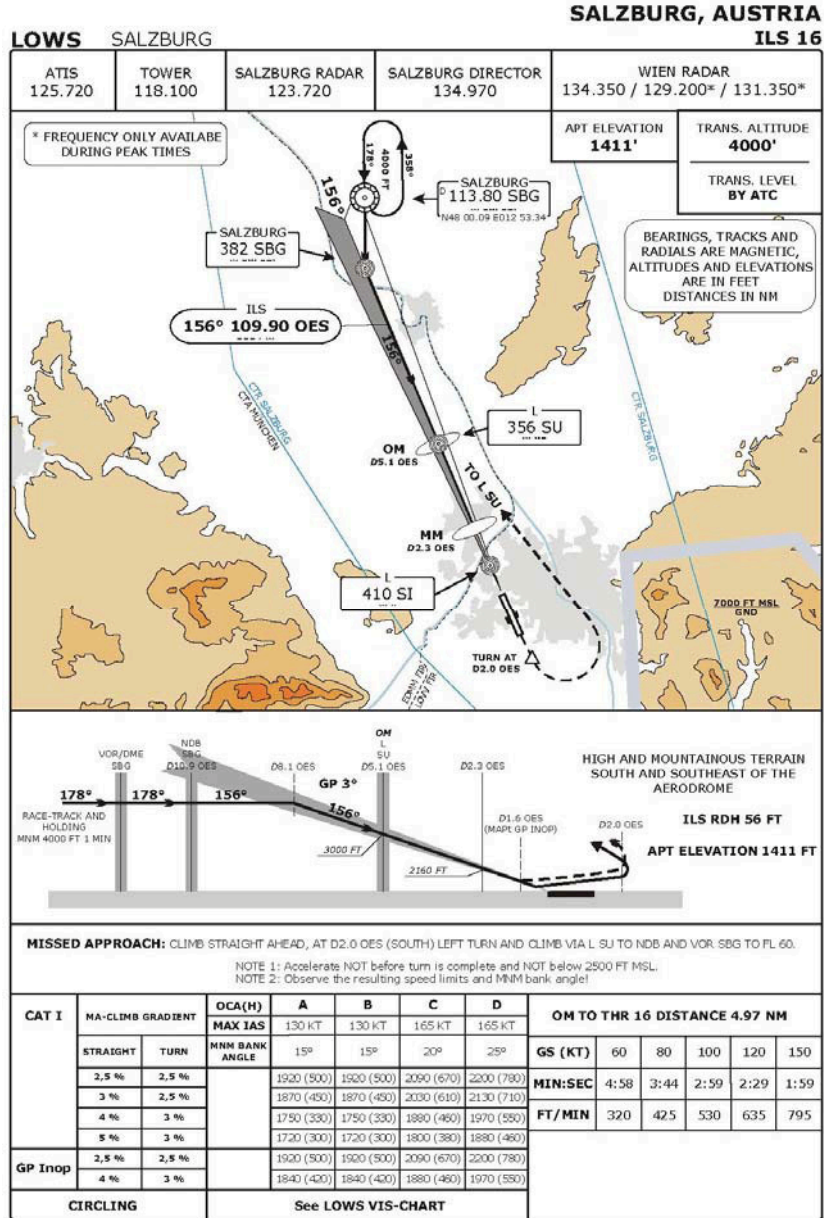 SALZBURG, AUSTRIA
LOWS SALZBURG ILS 16
ATIS
125.720
TOWER
118.100
SALZBURG RADAR
123.720
SALZBURG DIRECTOR
134.970
WIEN RADAR
134.350 / 129.200* / 131.350*
* FREQUENCY ONLY AVAILABE
DURING PEAK TIMES
APT ELEVATION
1411'
TRANS. ALTITUDE
4000'
TRANS. LEVEL
BY ATC
178°
4000 FT
358°
156°
SALZBURG
D 113.80 SBG
N48 00.09 E012 53.34
SALZBURG
382 SBG
BEARINGS, TRACKS AND
RADIALS ARE MAGNETIC,
ALTITUDES AND ELEVATIONS
ARE IN FEET
DISTANCES IN NM
ILS
156° 109.90 OES
156°
CTR SALZBURG
CTA MUNCHEN
CTR SALZBURG
L
356 SU
OM
D5.1 OES
TO L SU
MM
D2.3 OES
L
410 SI
7000 FT MSL
GND
TURN AT
D2.0 OES
EDMM FIR
LOVV FIR
VOR/DME
SBG
NDB
SBG
D10.9 OES
D8.1 OES
OM
L
SU
D5.1 OES
D2.3 OES
GP 3°
HIGH AND MOUNTAINOUS TERRAIN
SOUTH AND SOUTHEAST OF THE
AERODROME
178° 178° 156°
156°
RACE-TRACK AND
HOLDING
MNM 4000 FT 1 MIN
3000 FT
2160 FT
D1.6 OES
(MAPt GP INOP)
D2.0 OES
ILS RDH 56 FT
APT ELEVATION 1411 FT
MISSED APPROACH: CLIMB STRAIGHT AHEAD, AT D2.0 OES (SOUTH) LEFT TURN AND CLIMB VIA L SU TO NDB AND VOR SBG TO FL 60.
NOTE 1: Accelerate NOT before turn is complete and NOT below 2500 FT MSL.
NOTE 2: Observe the resulting speed limits and MNM bank angle!
CAT I MA-CLIMB GRADIENT OCA(H) A B C D
MAX IAS 130 KT 130 KT 165 KT 165 KT
STRAIGHT TURN MNM BANK ANGLE 15° 15° 20° 25°
2,5 % 2,5 % 1920 (500) 1920 (500) 2090 (670) 2200 (780)
3 % 2,5 % 1870 (450) 1870 (450) 2030 (610) 2130 (710)
4 % 3 % 1750 (330) 1750 (330) 1880 (460) 1970 (550)
5 % 3 % 1720 (300) 1720 (300) 1800 (380) 1880 (460)
GP Inop 2,5 % 2,5 % 1920 (500) 1920 (500) 2090 (670) 2200 (780)
4 % 3 % 1840 (420) 1840 (420) 1880 (460) 1970 (550)
CIRCLING See LOWS VIS-CHART
OM TO THR 16 DISTANCE 4.97 NM
GS (KT) 60 80 100 120 150
MIN:SEC 4:58 3:44 2:59 2:29 1:59
FT/MIN 320 425 530 635 795